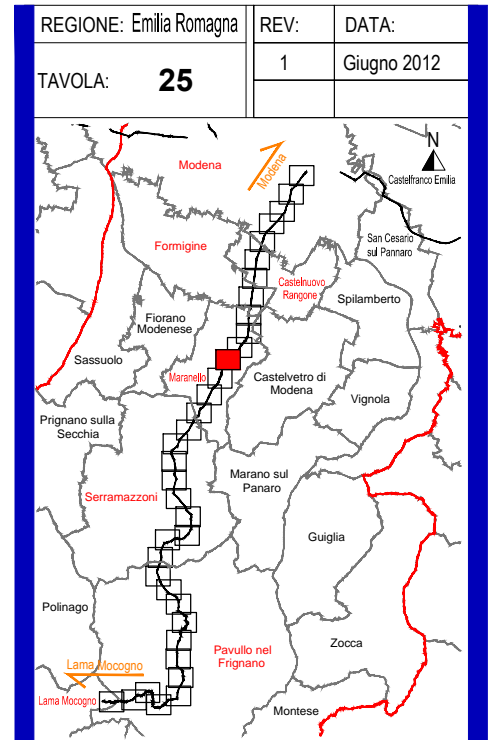 REGIONE: Emilia Romagna
REV:
DATA:
TAVOLA:
25
1
Giugno 2012
Modena
Modena
N
Castelfranco Emilia
Formigine
San Cesario
sul Pannaro
Castelnuovo
Rangone
Spilamberto
Fiorano
Modenese
Sassuolo
Maranello
Castelvetro di
Modena
Vignola
Prignano sulla
Secchia
Marano sul
Panaro
Serramazzoni
Guiglia
Polinago
Zocca
Pavullo nel
Frignano
Lama Mocogno
Lama Mocogno
Montese